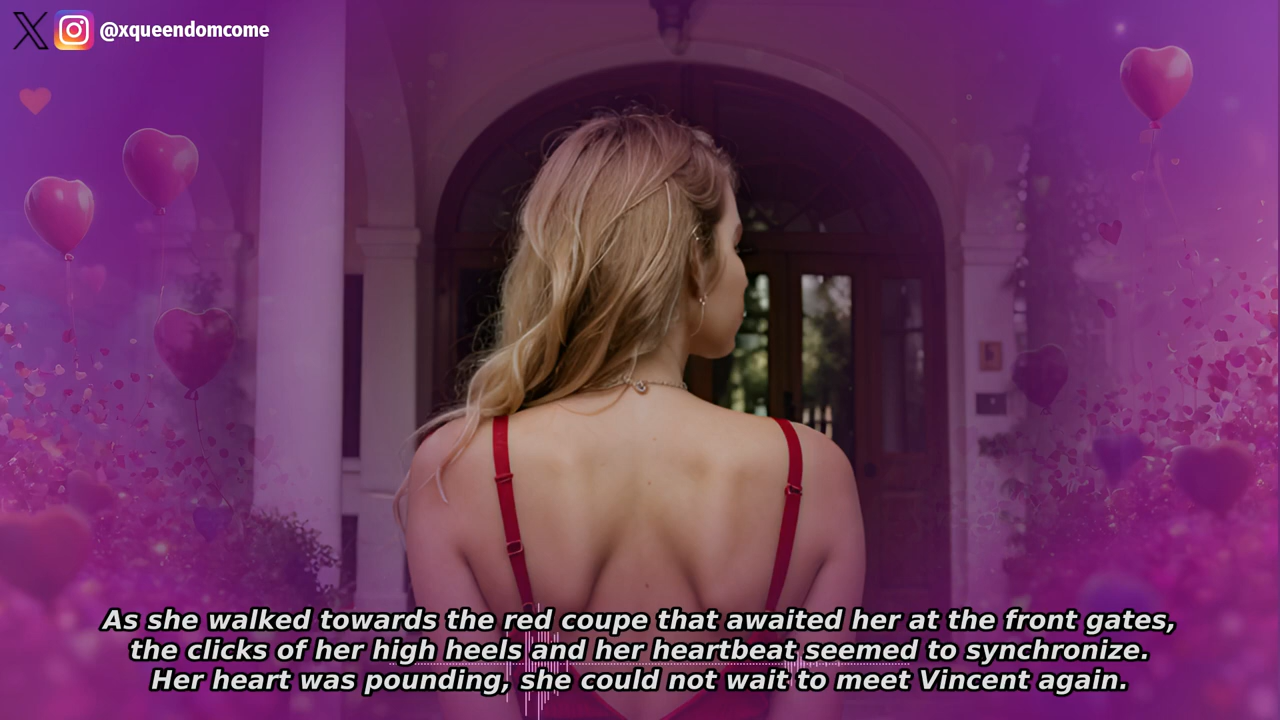 @xqueendomcome
As she walked towards the red coupe that awaited her at the front gates,
the clicks of her high heels and her heartbeat seemed to synchronize.
Her heart was pounding, she could not wait to meet Vincent again.